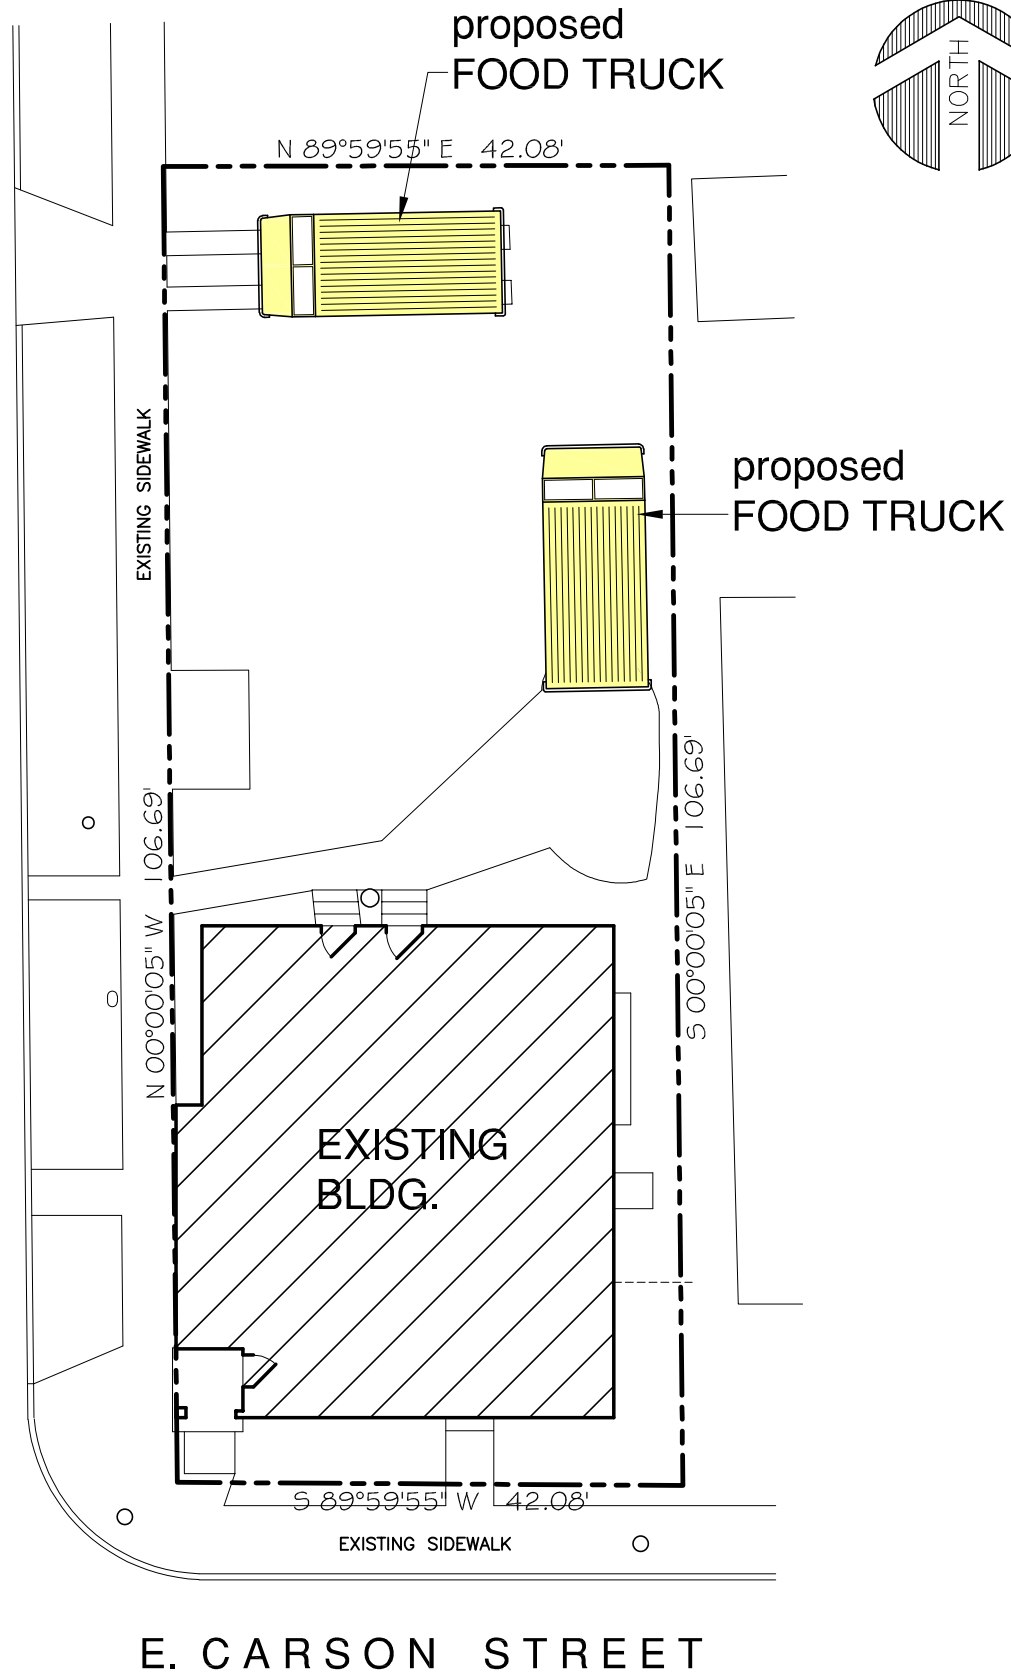 proposed
FOOD TRUCK
NORTH
N 89°59'55" E 42.08'
EXISTING SIDEWALK
proposed
FOOD TRUCK
N 00°00'05" W 106.69'
S 00°00'05" E 106.69'
EXISTING
BLDG.
S 89°59'55" W 42.08'
EXISTING SIDEWALK
E. CARSON STREET